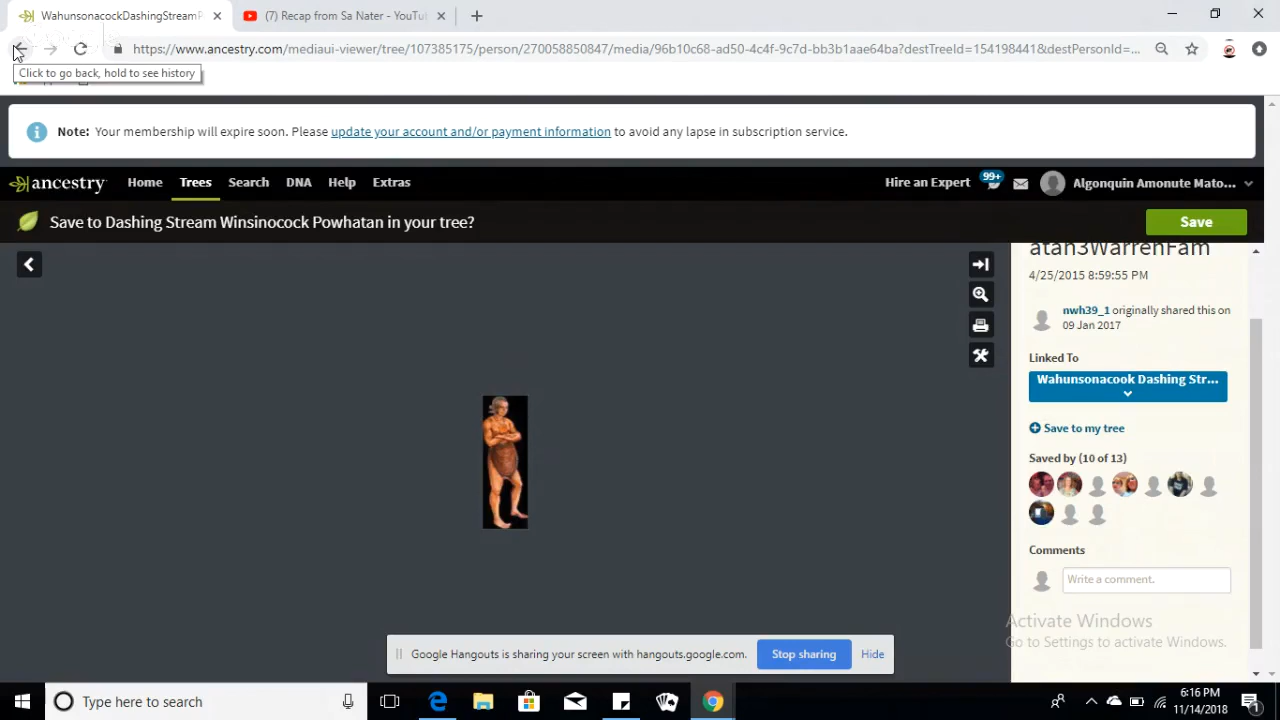 WahunsonacockDashingStreamP
(7) Recap from Sa Nater - YouTu
https://www.ancestry.com/mediaui-viewer/tree/107385175/person/270058850847/media/96b10c68-ad50-4c4f-9c7d-bb3b1aae64ba?destTreeId=154198441&destPersonId=...
Click to go back, hold to see history
Note: Your membership will expire soon. Please update your account and/or payment information to avoid any lapse in subscription service.
ancestry Home Trees Search DNA Help Extras Hire an Expert 99+ Algonquin Amonute Mato...
Save to Dashing Stream Winsinocock Powhatan in your tree? Save
atan3WarrenFam
4/25/2015 8:59:55 PM
nwh39_1 originally shared this on
09 Jan 2017
Linked To
Wahunsonacook Dashing Str...
Save to my tree
Saved by (10 of 13)
Comments
Write a comment.
Activate Windows
Go to Settings to activate Windows.
Google Hangouts is sharing your screen with hangouts.google.com. Stop sharing Hide
Type here to search
6:16 PM
11/14/2018
1